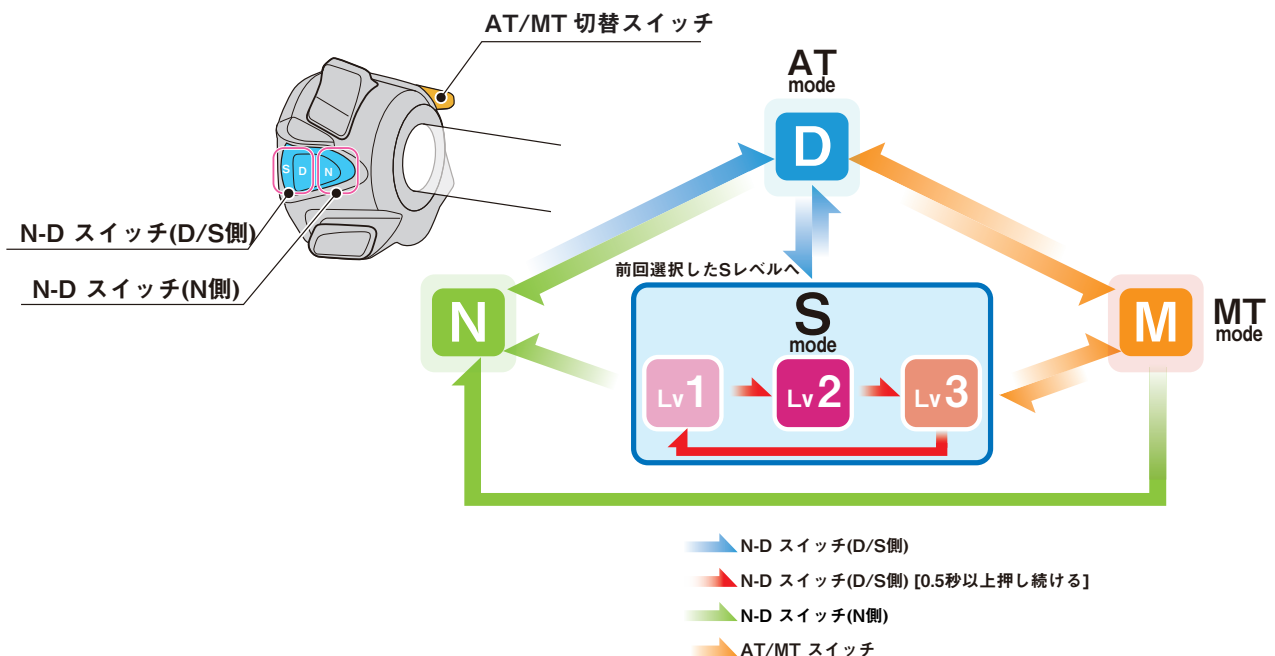 AT/MT 切替スイッチ
AT
mode
D
S D N
N-D スイッチ(D/S側)
N-D スイッチ(N側)
前回選択したSレベルへ
N
S
mode
M
MT
mode
Lv1
Lv2
Lv3
N-D スイッチ(D/S側)
N-D スイッチ(D/S側) [0.5秒以上押し続ける]
N-D スイッチ(N側)
AT/MT スイッチ